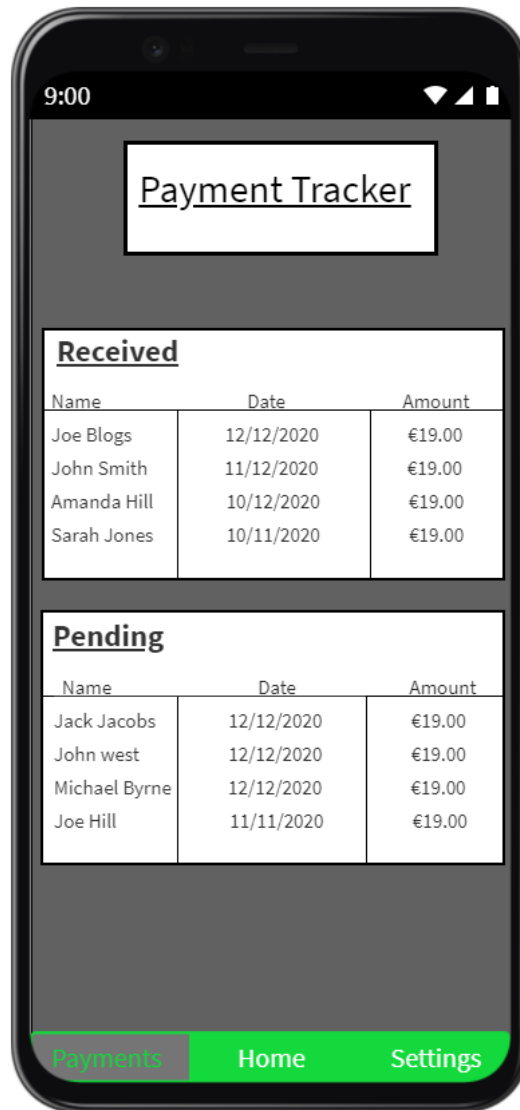 9:00
Payment Tracker
Received
Name Date Amount
Joe Blogs 12/12/2020 €19.00
John Smith 11/12/2020 €19.00
Amanda Hill 10/12/2020 €19.00
Sarah Jones 10/11/2020 €19.00
Pending
Name Date Amount
Jack Jacobs 12/12/2020 €19.00
John west 12/12/2020 €19.00
Michael Byrne 12/12/2020 €19.00
Joe Hill 11/11/2020 €19.00
Payments Home Settings